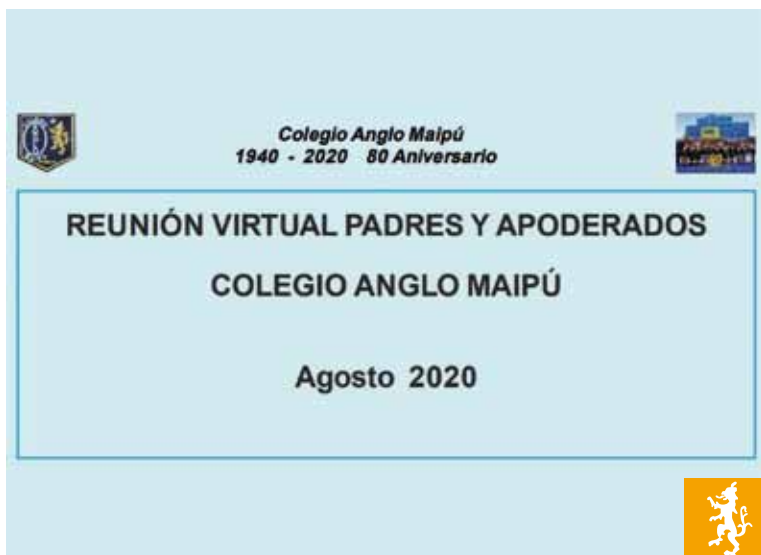 Colegio Anglo Maipú
1940 - 2020 80 Aniversario
REUNIÓN VIRTUAL PADRES Y APODERADOS
COLEGIO ANGLO MAIPÚ
Agosto 2020